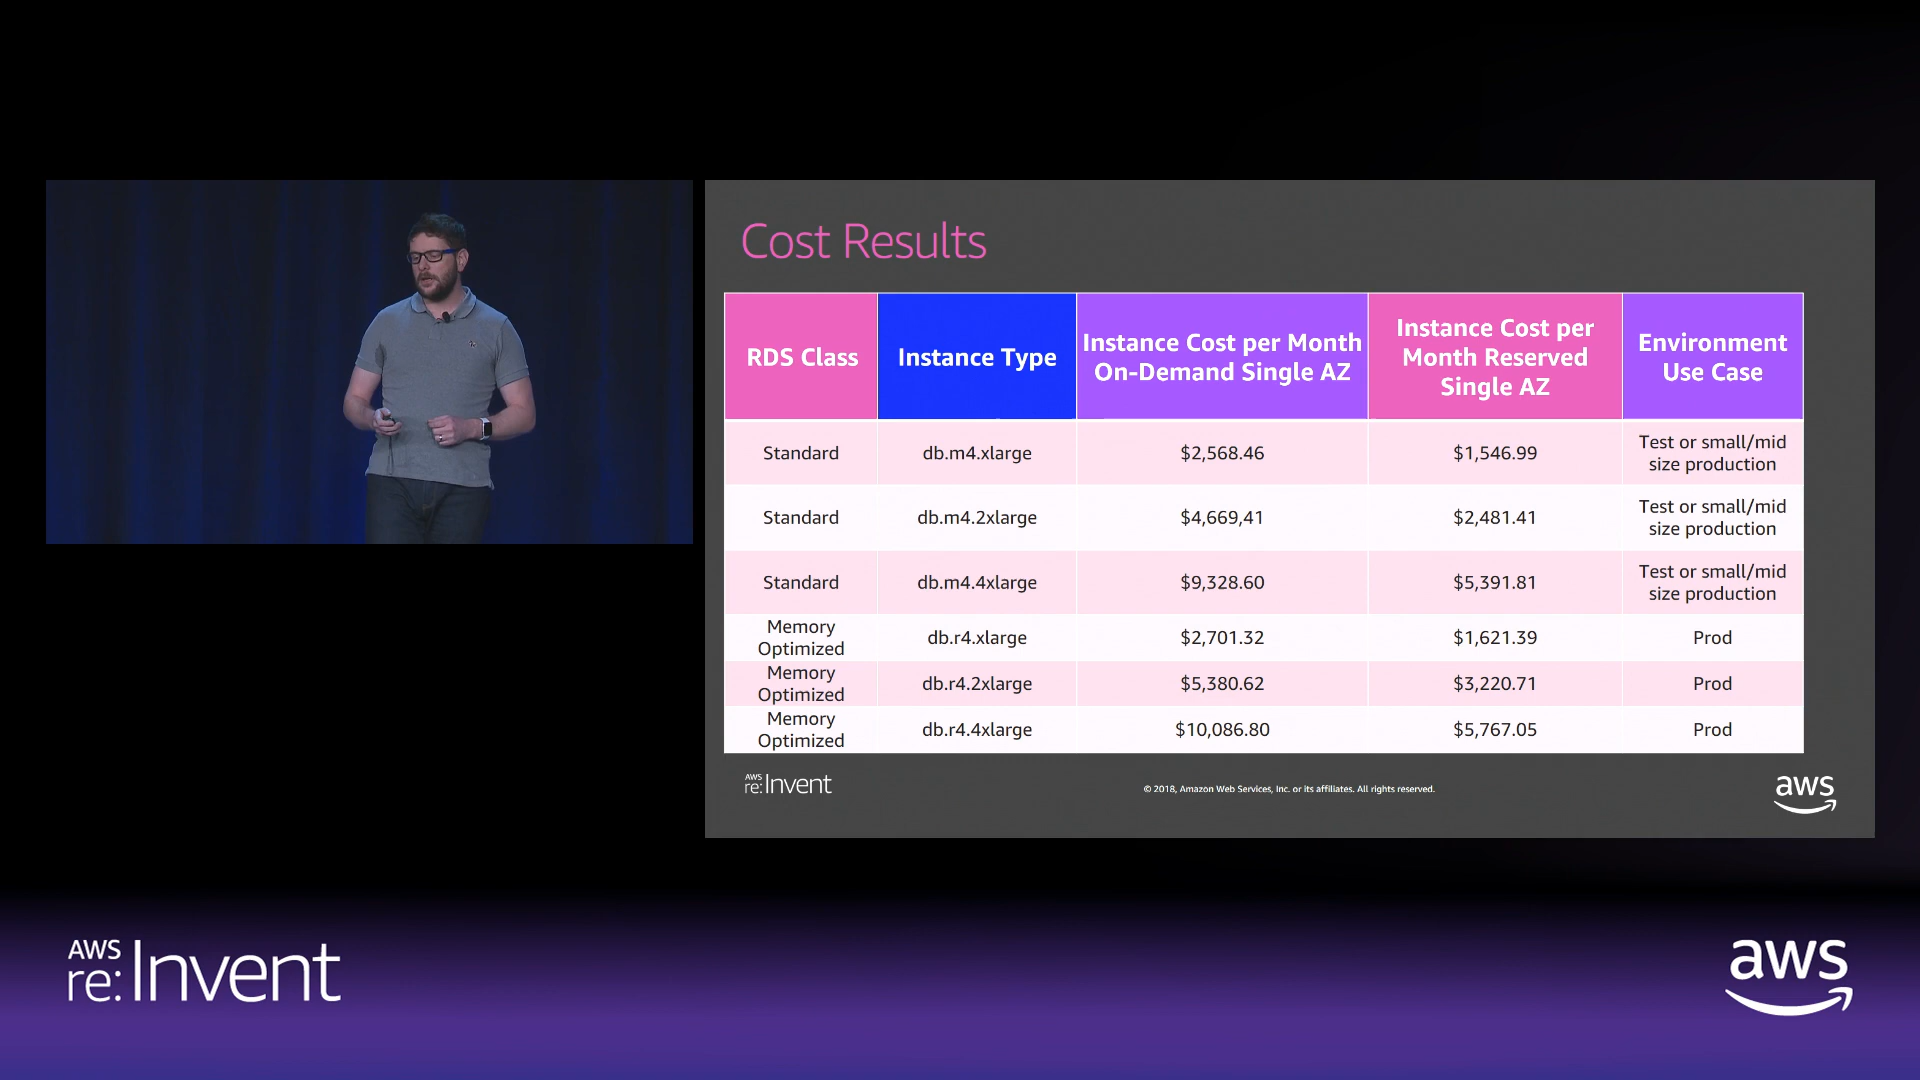 Cost Results
RDS Class
Instance Type
Instance Cost per Month
On-Demand Single AZ
Instance Cost per
Month Reserved
Single AZ
Environment
Use Case
Standard
db.m4.xlarge
$2,568.46
$1,546.99
Test or small/mid
size production
Standard
db.m4.2xlarge
$4,669,41
$2,481.41
Test or small/mid
size production
Standard
db.m4.4xlarge
$9,328.60
$5,391.81
Test or small/mid
size production
Memory
Optimized
db.r4.xlarge
$2,701.32
$1,621.39
Prod
Memory
Optimized
db.r4.2xlarge
$5,380.62
$3,220.71
Prod
Memory
Optimized
db.r4.4xlarge
$10,086.80
$5,767.05
Prod
AWS
re:Invent
© 2018, Amazon Web Services, Inc. or its affiliates. All rights reserved.
aws
AWS
re:Invent
aws